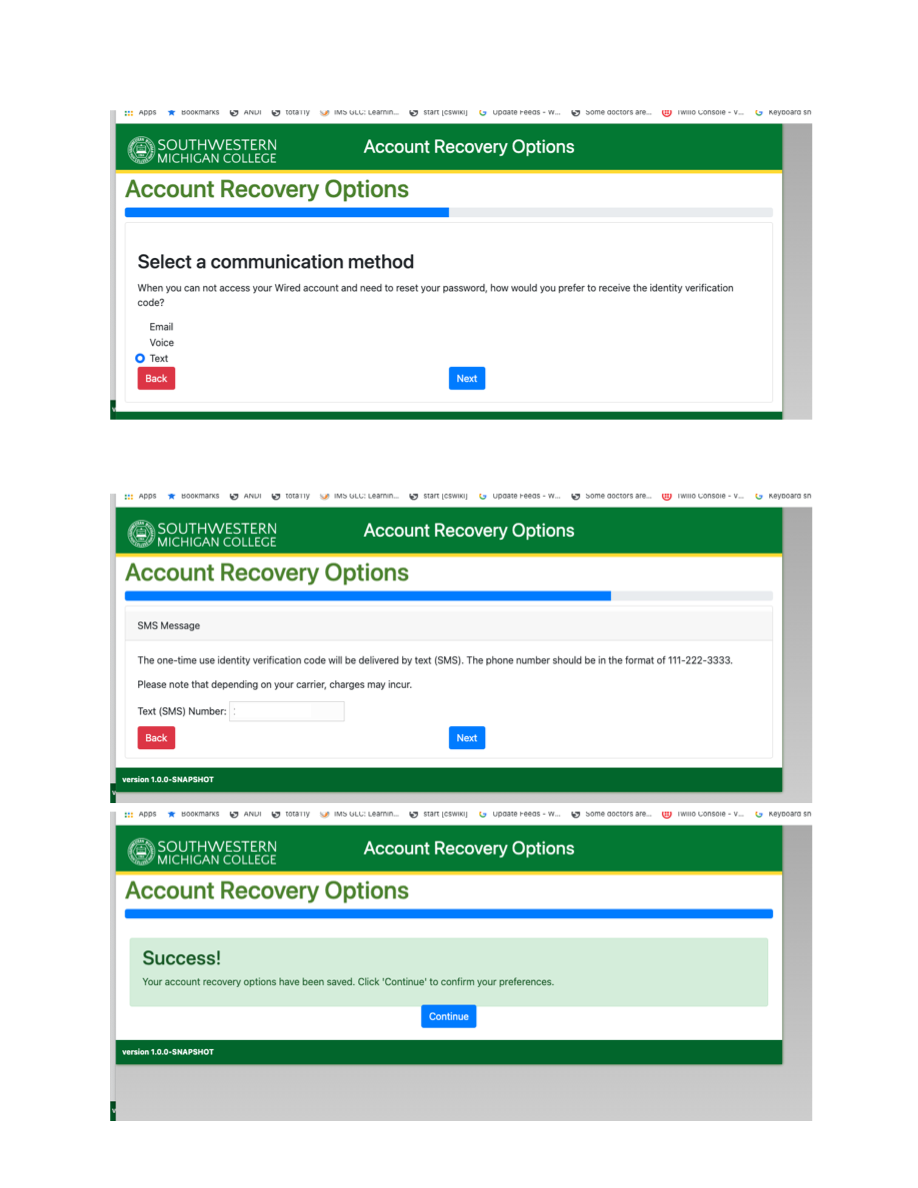 Apps Bookmarks ANDI tota11y IMS GLC: Learnin... start [cswiki] Update Feeds - W... Some doctors are... Twilio Console - V... Keyboard sh
SOUTHWESTERN
MICHIGAN COLLEGE
Account Recovery Options
Account Recovery Options
Select a communication method
When you can not access your Wired account and need to reset your password, how would you prefer to receive the identity verification
code?
Email
Voice
Text
Back Next
Apps Bookmarks ANDI tota11y IMS GLC: Learnin... start [cswiki] Update Feeds - W... Some doctors are... Twilio Console - V... Keyboard sh
SOUTHWESTERN
MICHIGAN COLLEGE
Account Recovery Options
Account Recovery Options
SMS Message
The one-time use identity verification code will be delivered by text (SMS). The phone number should be in the format of 111-222-3333.
Please note that depending on your carrier, charges may incur.
Text (SMS) Number:
Back Next
version 1.0.0-SNAPSHOT
Apps Bookmarks ANDI tota11y IMS GLC: Learnin... start [cswiki] Update Feeds - W... Some doctors are... Twilio Console - V... Keyboard sh
SOUTHWESTERN
MICHIGAN COLLEGE
Account Recovery Options
Account Recovery Options
Success!
Your account recovery options have been saved. Click 'Continue' to confirm your preferences.
Continue
version 1.0.0-SNAPSHOT